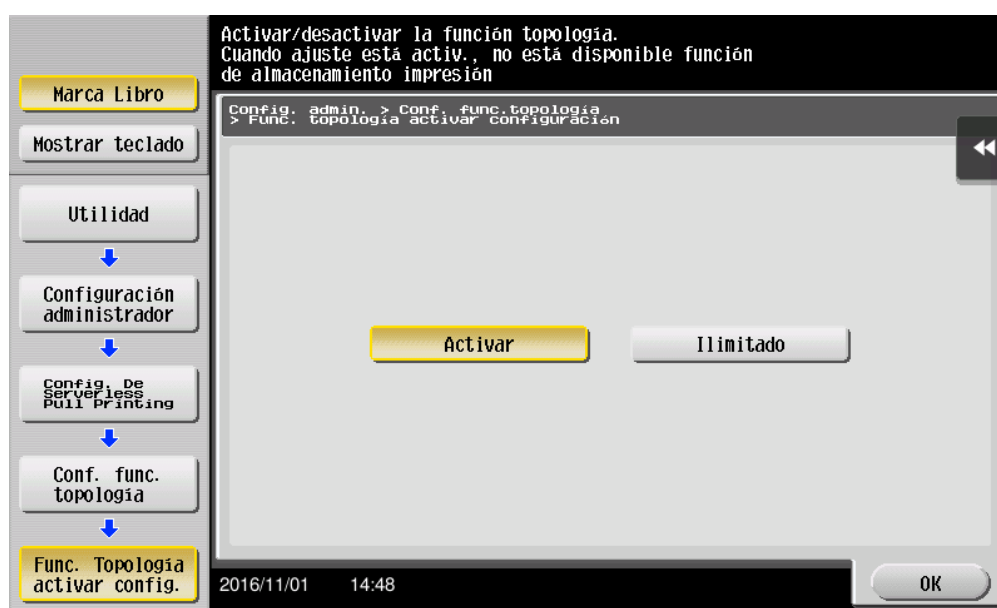 Activar/desactivar la función topología.
Cuando ajuste está activ., no está disponible función
de almacenamiento impresión
Marca Libro
Mostrar teclado
Config. admin. > Conf. func.topología
> Func. topología activar configuración
Utilidad
Configuración
administrador
Config. De
Serverless
Pull Printing
Conf. func.
topología
Func. Topología
activar config.
Activar
Ilimitado
2016/11/01 14:48
OK